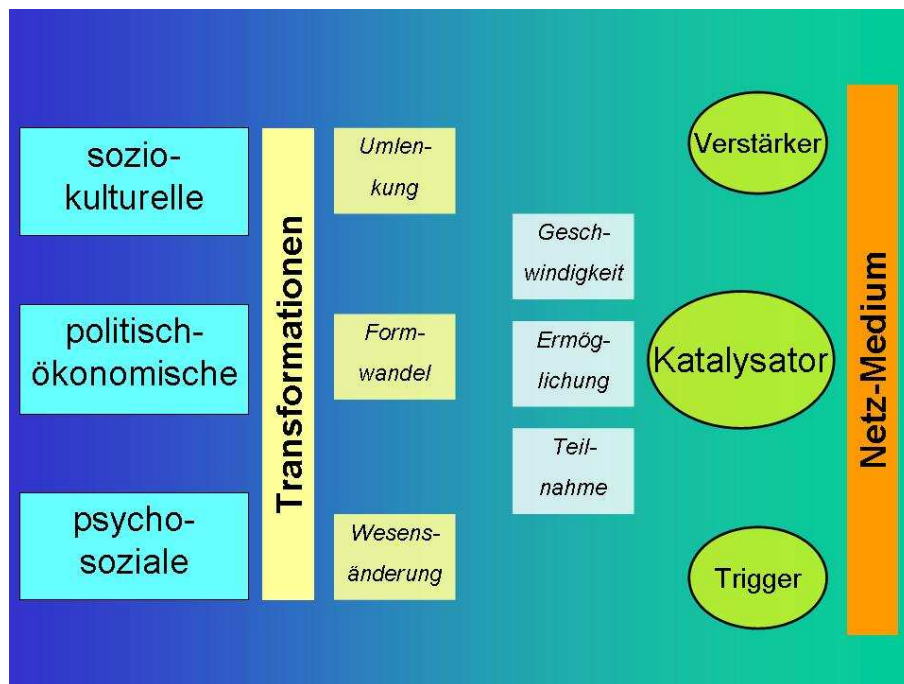 sozio-
kulturelle
politisch-
ökonomische
psycho-
soziale
Transformationen
Umlen-
kung
Form-
wandel
Wesens-
änderung
Gesch-
windigkeit
Ermög-
lichung
Teil-
nahme
Verstärker
Katalysator
Trigger
Netz-Medium